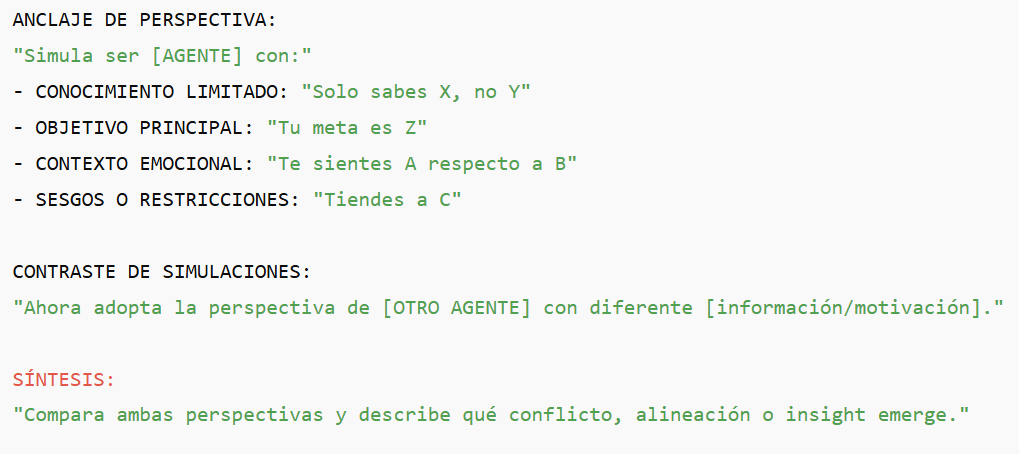 ANCLAJE DE PERSPECTIVA:
"Simula ser [AGENTE] con:"
- CONOCIMIENTO LIMITADO: "Solo sabes X, no Y"
- OBJETIVO PRINCIPAL: "Tu meta es Z"
- CONTEXTO EMOCIONAL: "Te sientes A respecto a B"
- SESGOS O RESTRICCIONES: "Tiendes a C"
CONTRASTE DE SIMULACIONES:
"Ahora adopta la perspectiva de [OTRO AGENTE] con diferente [información/motivación]."
SÍNTESIS:
"Compara ambas perspectivas y describe qué conflicto, alineación o insight emerge."